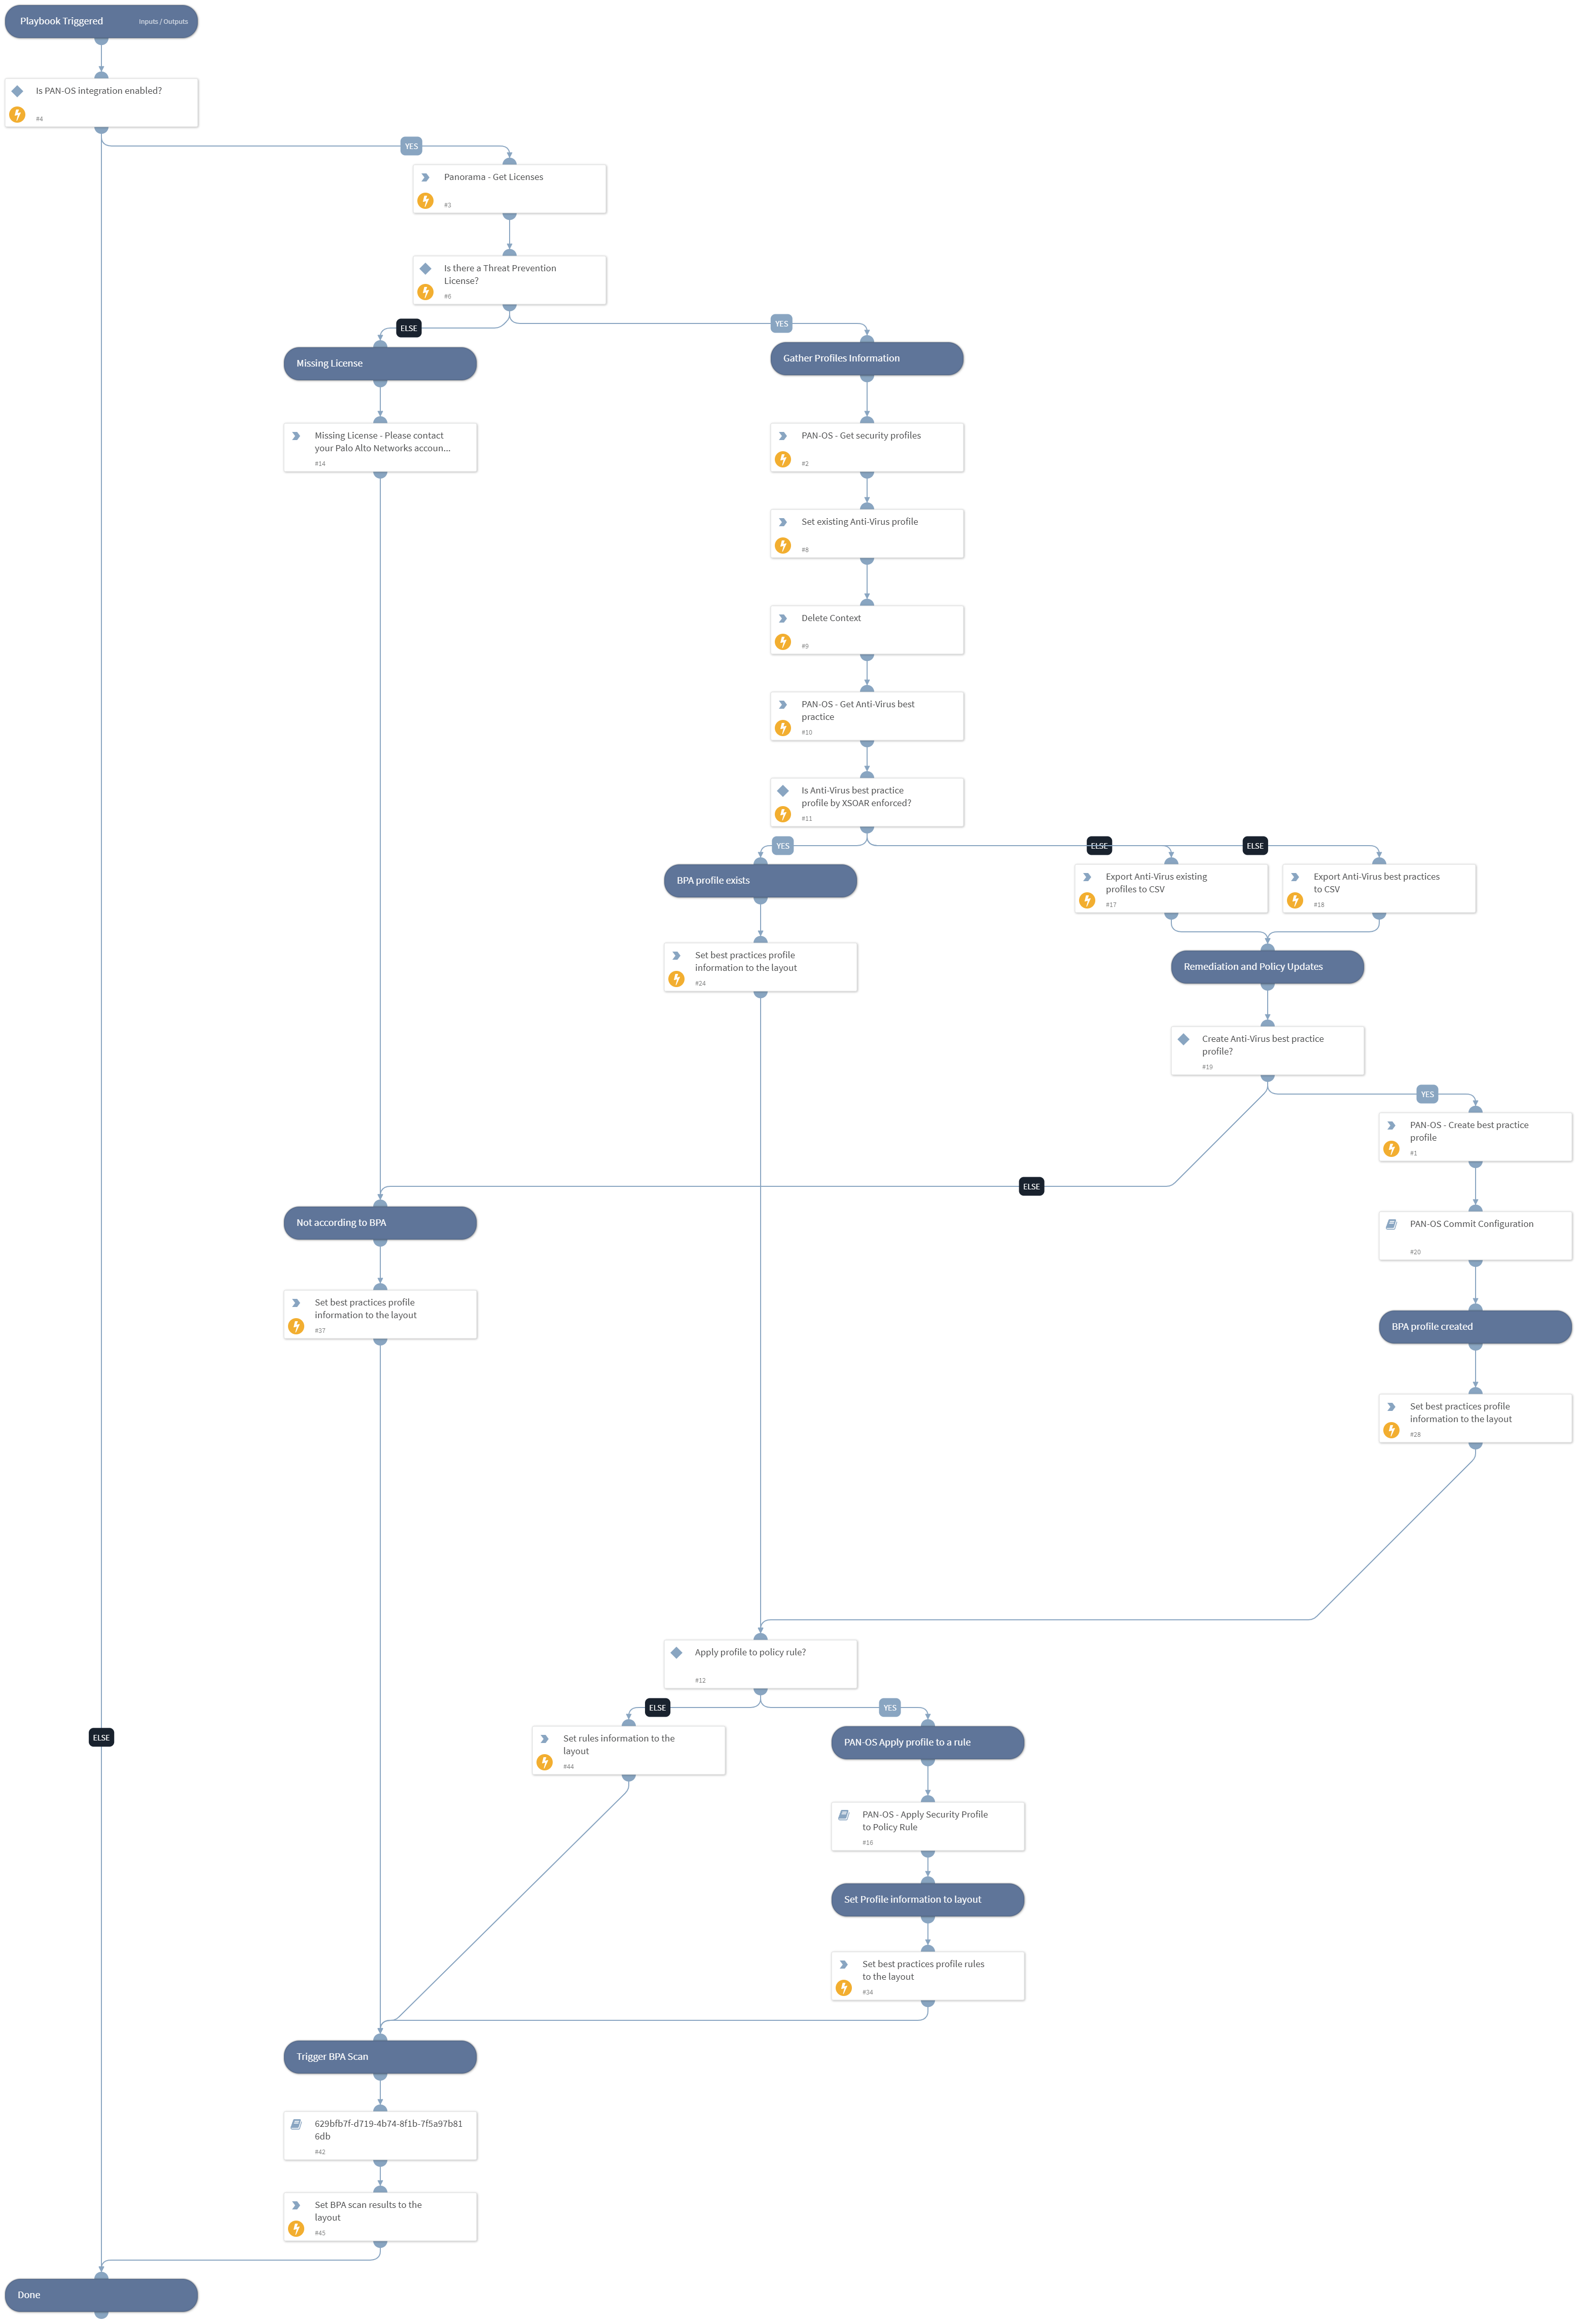 Playbook Triggered
Inputs / Outputs
Is PAN-OS integration enabled?
#4
YES
Panorama - Get Licenses
#3
Is there a Threat Prevention
License?
#6
ELSE
YES
Missing License
Gather Profiles Information
Missing License - Please contact
your Palo Alto Networks accoun...
#14
PAN-OS - Get security profiles
#2
Set existing Anti-Virus profile
#8
Delete Context
#9
PAN-OS - Get Anti-Virus best
practice
#10
Is Anti-Virus best practice
profile by XSOAR enforced?
#11
YES
ELSE
ELSE
BPA profile exists
Export Anti-Virus existing
profiles to CSV
#17
Export Anti-Virus best practices
to CSV
#18
Set best practices profile
information to the layout
#24
Remediation and Policy Updates
Create Anti-Virus best practice
profile?
#19
YES
PAN-OS - Create best practice
profile
#1
ELSE
Not according to BPA
PAN-OS Commit Configuration
#20
Set best practices profile
information to the layout
#37
BPA profile created
Set best practices profile
information to the layout
#28
Apply profile to policy rule?
#12
ELSE
YES
ELSE
Set rules information to the
layout
#44
PAN-OS Apply profile to a rule
PAN-OS - Apply Security Profile
to Policy Rule
#16
Set Profile information to layout
Set best practices profile rules
to the layout
#34
Trigger BPA Scan
629bfb7f-d719-4b74-8f1b-7f5a97b81
6db
#42
Set BPA scan results to the
layout
#45
Done